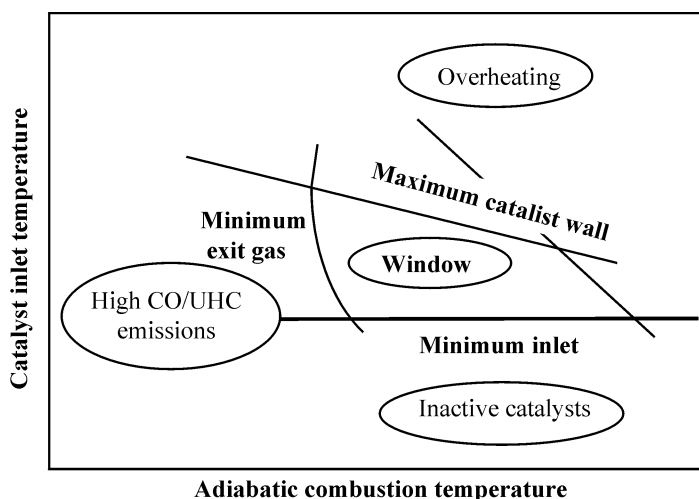 Overheating
Maximum catalist wall
Minimum
exit gas
Window
High CO/UHC
emissions
Minimum inlet
Inactive catalysts
Catalyst inlet temperature
Adiabatic combustion temperature